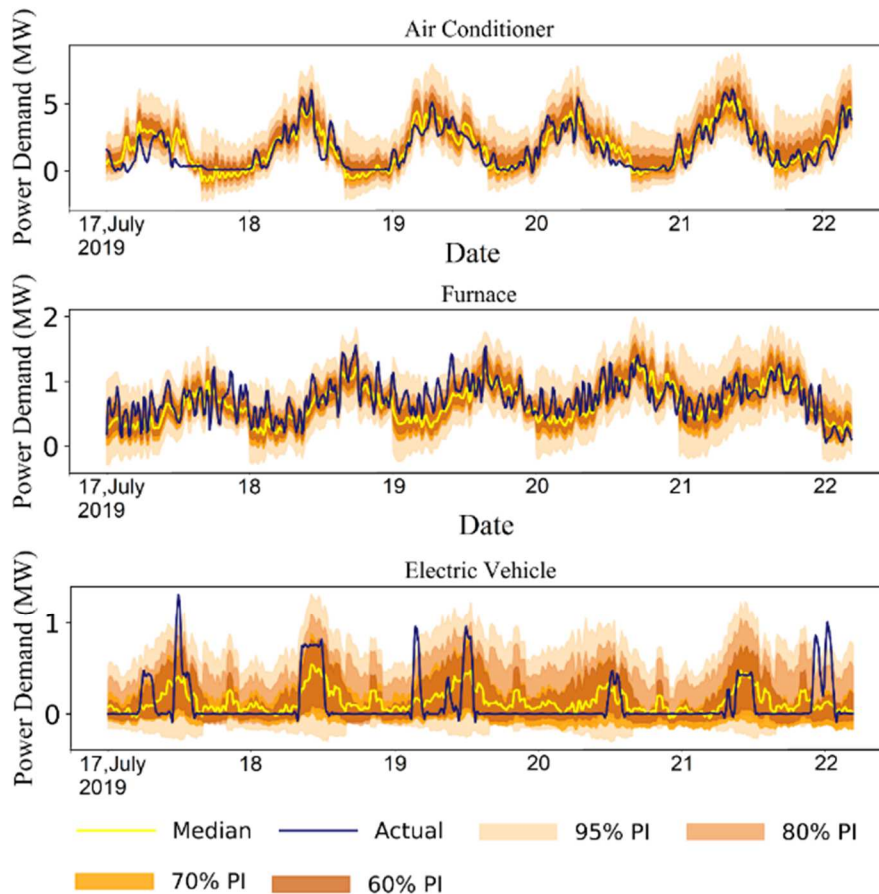 Air Conditioner
Power Demand (MW)
5
0
17,July 18 19 20 21 22
2019
Date
Furnace
Power Demand (MW)
2
1
0
17,July 18 19 20 21 22
2019
Date
Electric Vehicle
Power Demand (MW)
1
0
17,July 18 19 20 21 22
2019
Median Actual 95% PI 80% PI
70% PI 60% PI